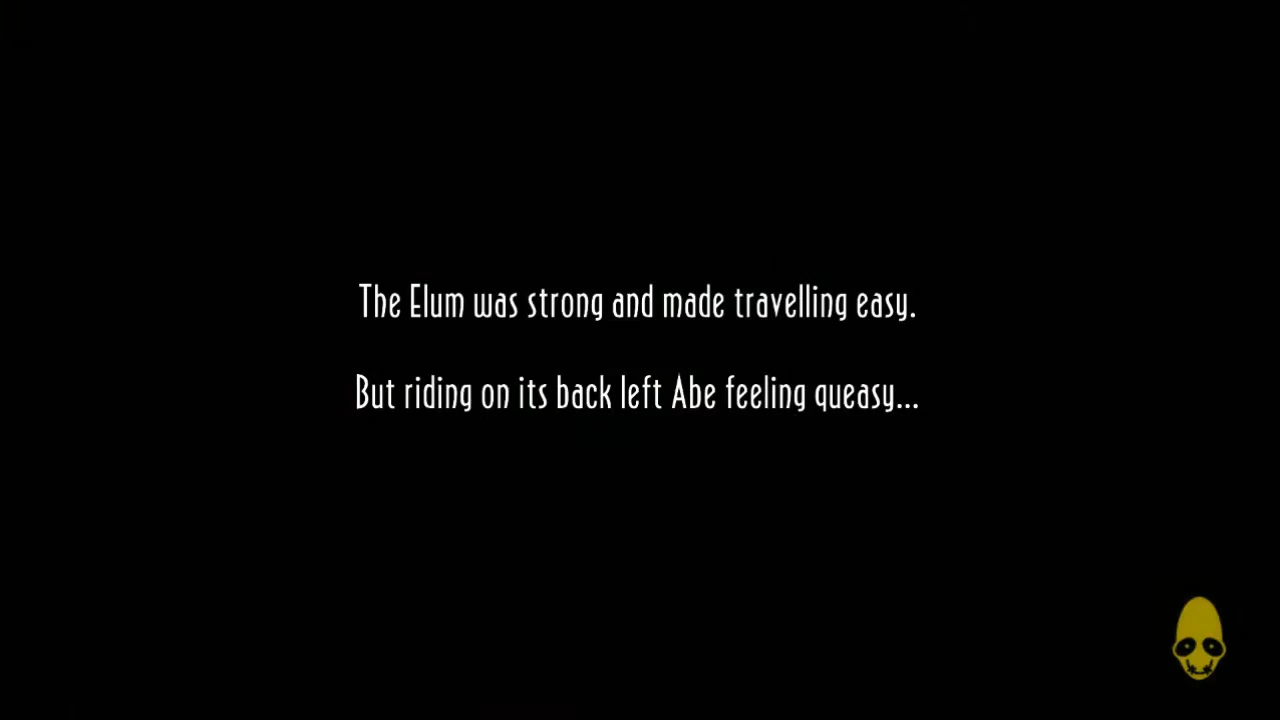 The Elum was strong and made travelling easy.
But riding on its back left Abe feeling queasy...